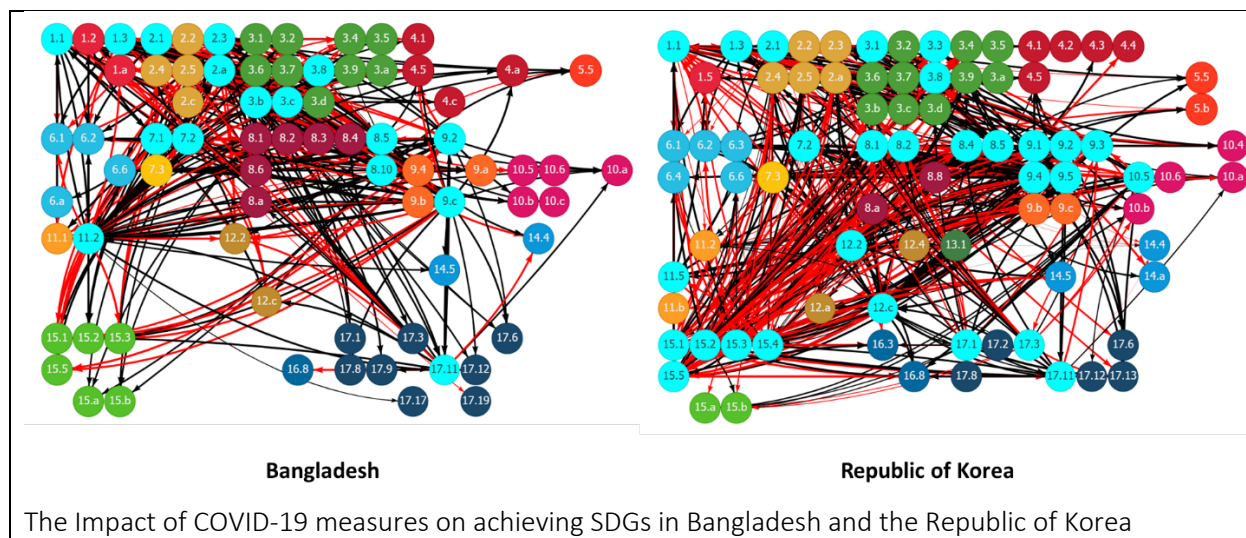 1.1 1.2 1.3 2.1 2.2 2.3 3.1 3.2 3.4 3.5 4.1
1.a 2.4 2.5 2.a 3.6 3.7 3.8 3.9 3.a 4.5 4.a 5.5
2.c 3.b 3.c 3.d 4.c
6.1 6.2 7.1 7.2 8.1 8.2 8.3 8.4 8.5 9.2
6.6 7.3 8.6 8.10 9.4 9.a 10.5 10.6 10.a
6.a 8.a 9.b 9.c 10.b 10.c
11.1 11.2 12.2 14.4
14.5
12.c
15.1 15.2 15.3 17.1 17.3 17.6
15.5 16.8 17.8 17.9 17.11 17.12
15.a 15.b 17.17 17.19
Bangladesh
1.1 1.3 2.1 2.2 2.3 3.1 3.2 3.3 3.4 3.5 4.1 4.2 4.3 4.4
1.5 2.4 2.5 2.a 3.6 3.7 3.8 3.9 3.a 4.5 5.5
3.b 3.c 3.d 5.b
6.1 6.2 6.3 7.2 8.1 8.2 8.4 8.5 9.1 9.2 9.3 10.4
6.4 6.6 7.3 8.8 9.4 9.5 10.5 10.6 10.a
8.a 9.b 9.c 10.b
11.2 12.2 12.4 13.1 14.4
11.5 14.5 14.a
11.b 12.a 12.c
15.1 15.2 15.3 15.4 16.3 17.1 17.2 17.3 17.6
15.5 16.8 17.8 17.11 17.12 17.13
15.a 15.b
Republic of Korea
The Impact of COVID-19 measures on achieving SDGs in Bangladesh and the Republic of Korea